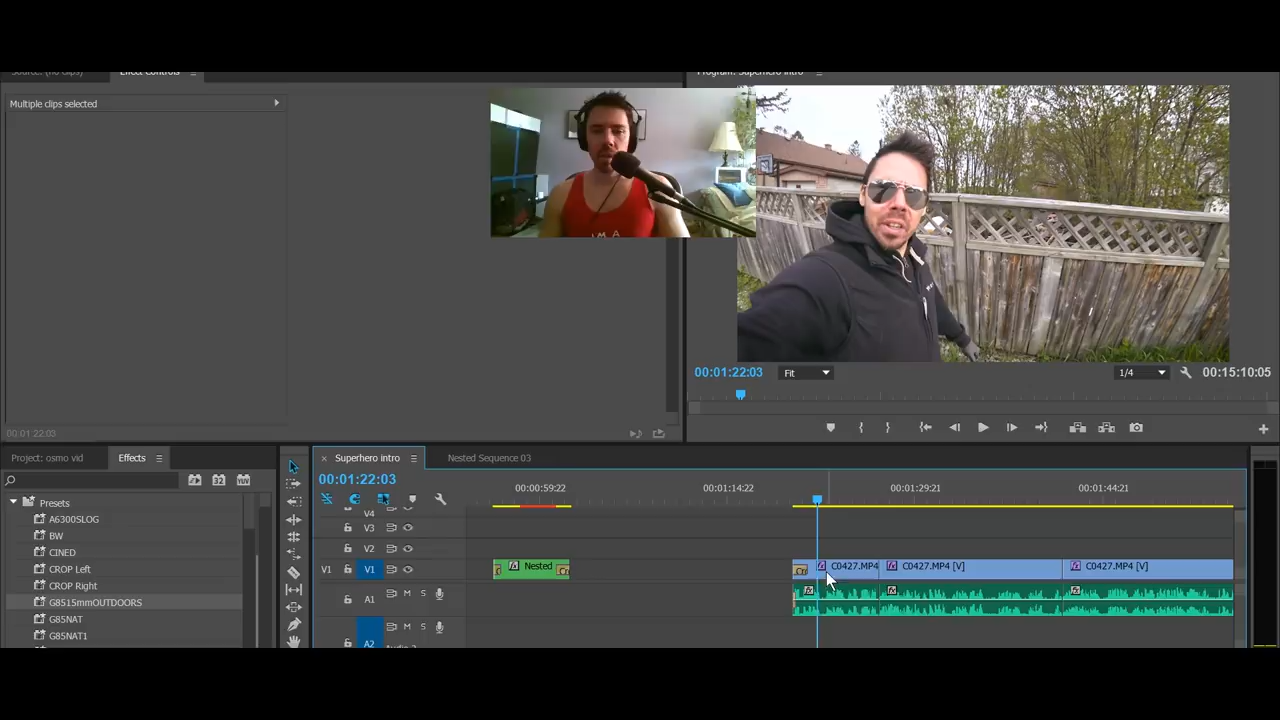 Source: (no clips)
Effect Controls
Program: Superhero intro
Multiple clips selected
I'M A
00:01:22:03
Fit
1/4
00:15:10:05
00:01:22:03
Project: osmo vid
Effects
Superhero intro
Nested Sequence 03
00:01:22:03
00:00:59:22
00:01:14:22
00:01:29:21
00:01:44:21
Presets
A6300SLOG
BW
CINED
CROP Left
CROP Right
G8515mmOUTDOORS
G85NAT
G85NAT1
V4
V3
V2
V1
V1
Nested
C0427.MP4
C0427.MP4 [V]
C0427.MP4 [V]
A1
M
S
A2
M
S